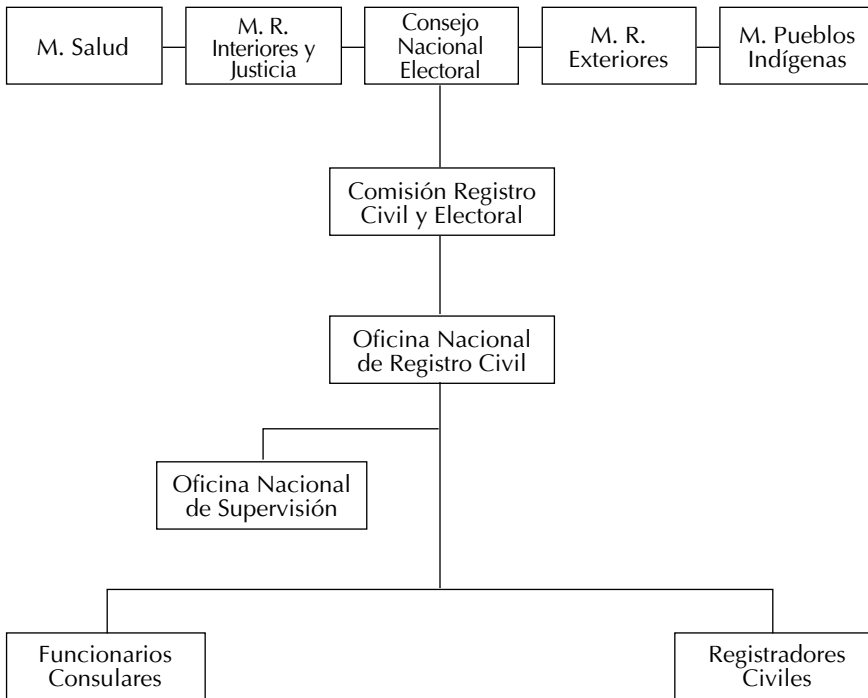 M. Salud
M. R.
Interiores y
Justicia
Consejo
Nacional
Electoral
M. R.
Exteriores
M. Pueblos
Indígenas
Comisión Registro
Civil y Electoral
Oficina Nacional
de Registro Civil
Oficina Nacional
de Supervisión
Funcionarios
Consulares
Registradores
Civiles